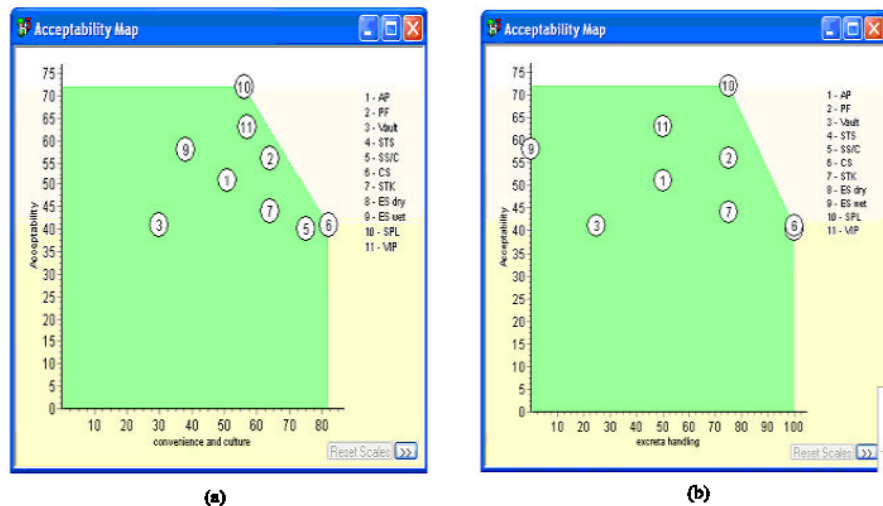 Acceptability Map
75
70
65
60
55
50
45
40
35
30
25
20
15
10
5
0
Acceptability
10 20 30 40 50 60 70 80
convenience and culture
10
11
9
2
1
7
3
5
6
1 - AP
2 - PF
3 - Vault
4 - STS
5 - SS/C
6 - CS
7 - STK
8 - ES dry
9 - ES wet
10 - SPL
11 - VIP
Reset Scales >>
(a)
Acceptability Map
75
70
65
60
55
50
45
40
35
30
25
20
15
10
5
0
Acceptability
10 20 30 40 50 60 70 80 90 100
excreta handling
10
11
9
2
1
7
3
6
1 - AP
2 - PF
3 - Vault
4 - STS
5 - SS/C
6 - CS
7 - STK
8 - ES dry
9 - ES wet
10 - SPL
11 - VIP
Reset Scales >>
(b)